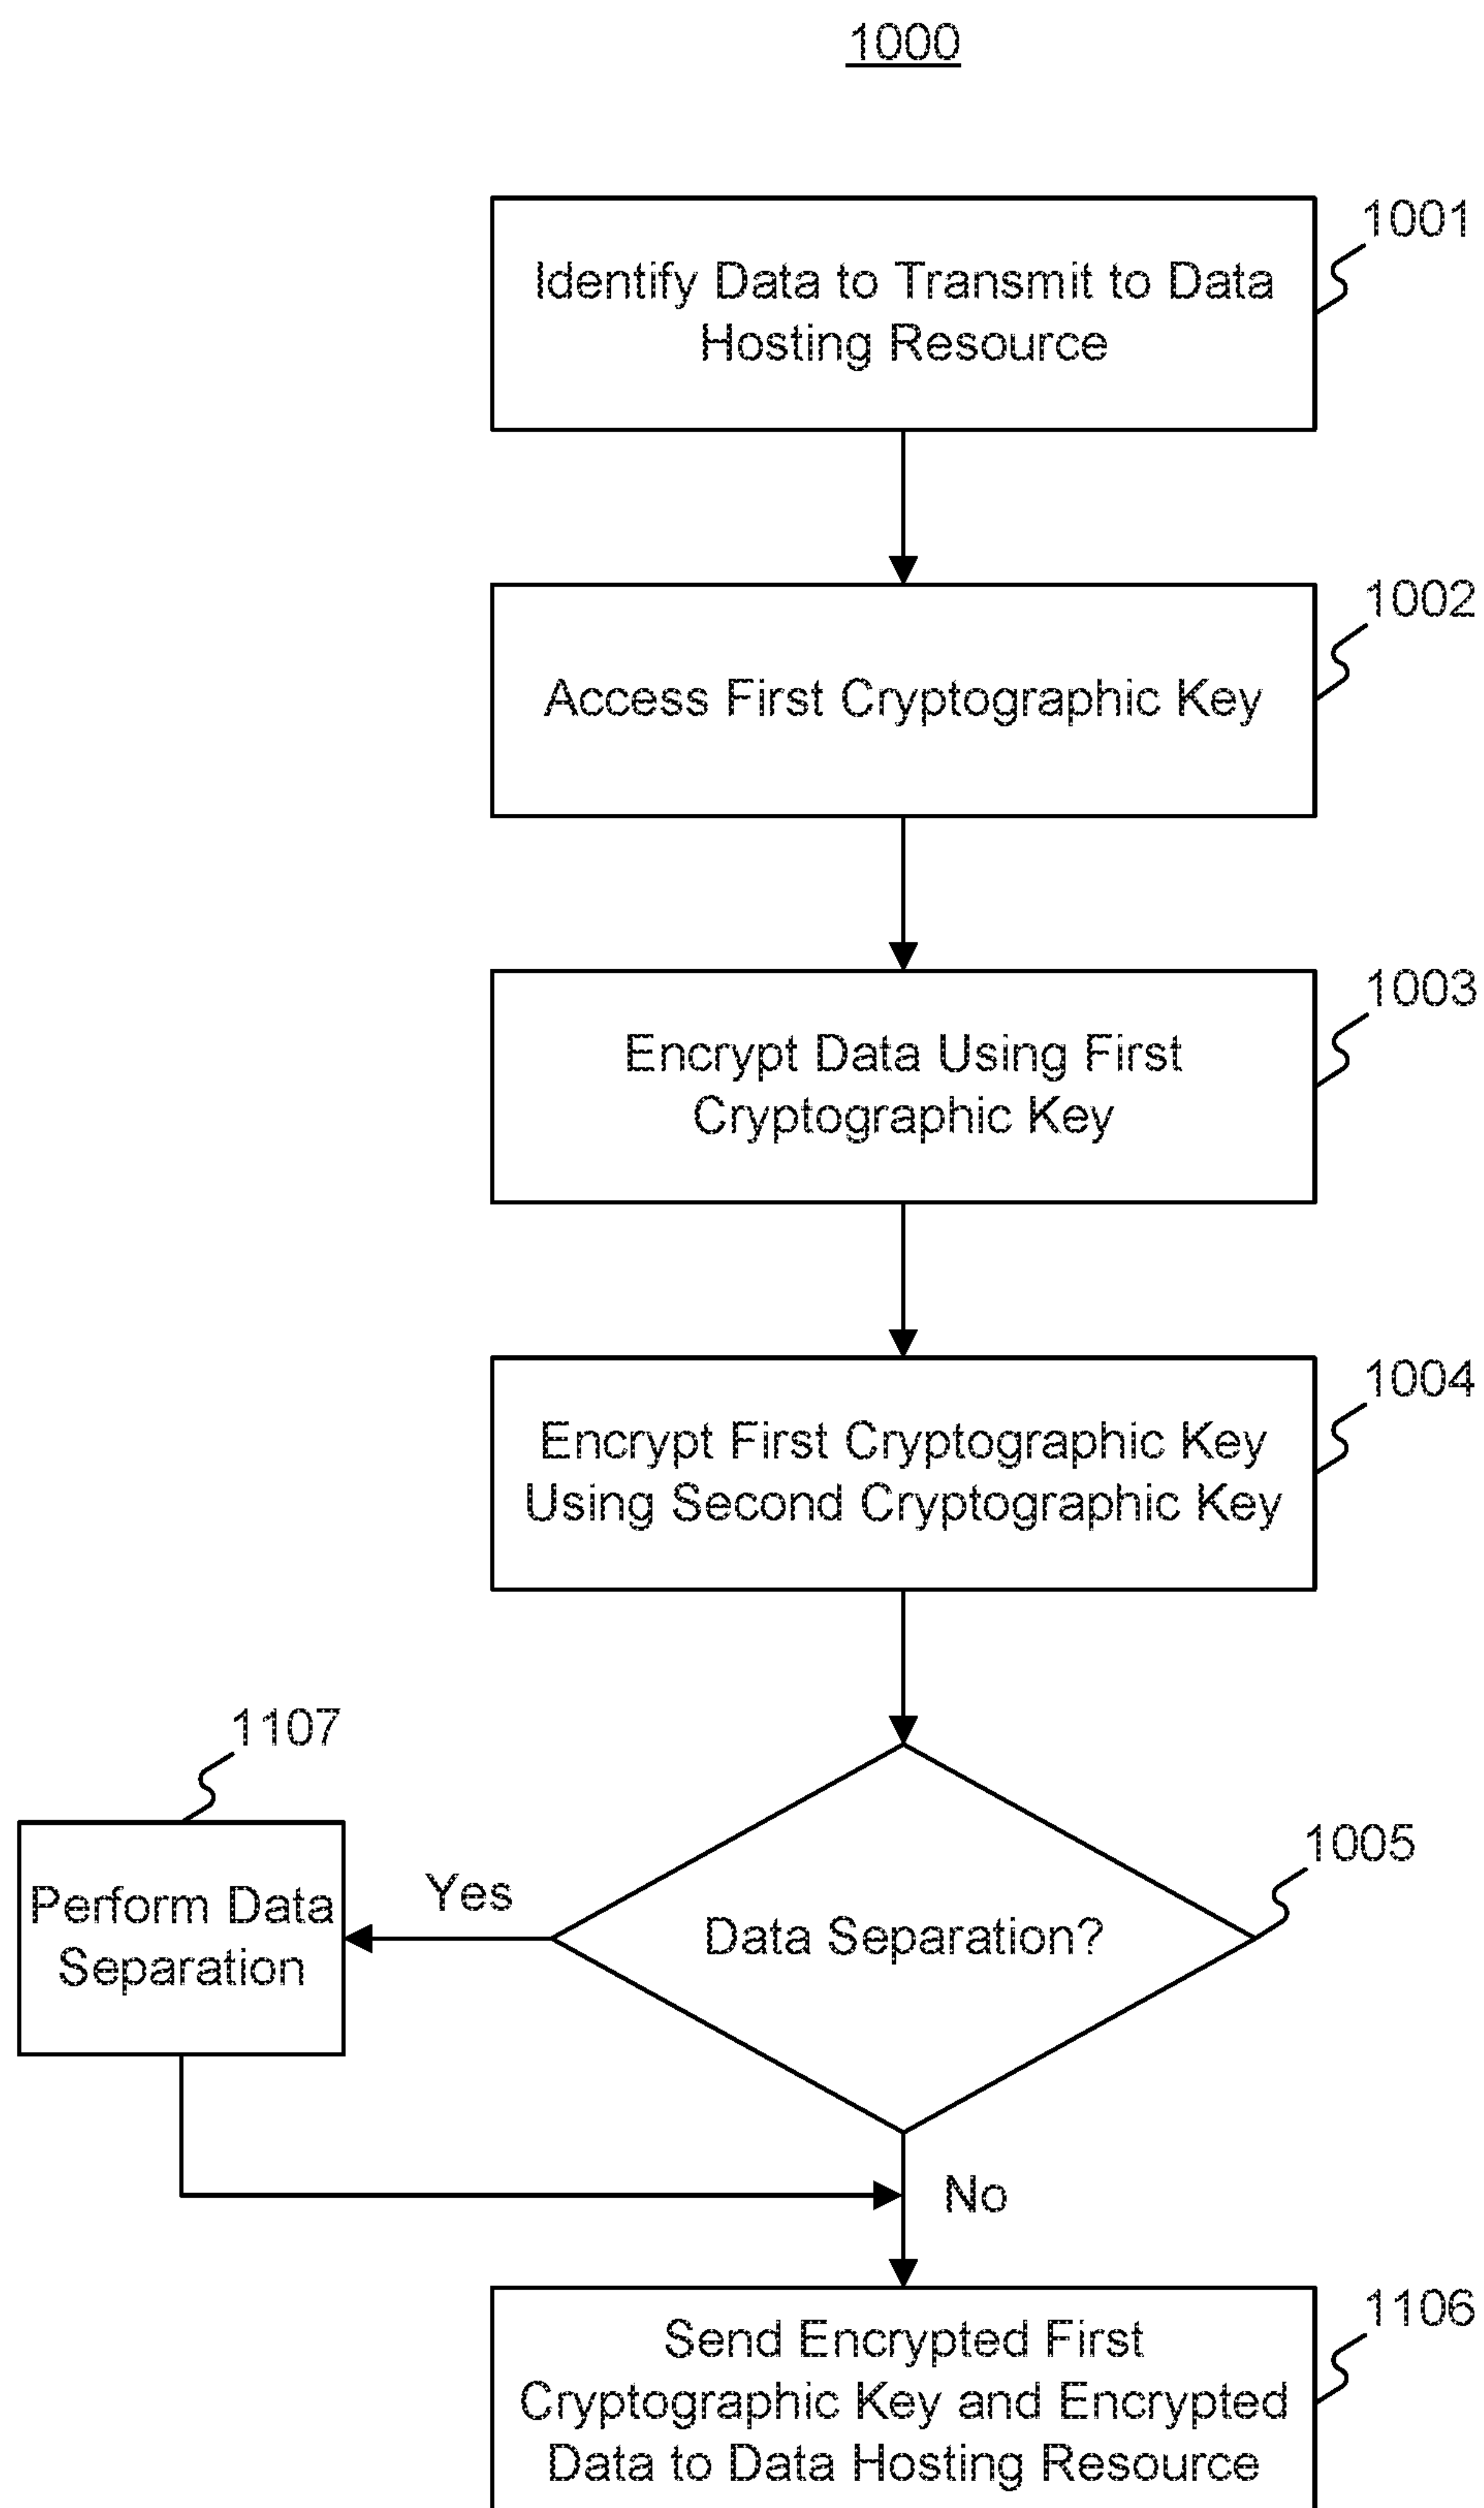 1000
1001
Identify Data to Transmit to Data
Hosting Resource
1002
Access First Cryptographic Key
1003
Encrypt Data Using First
Cryptographic Key
1004
Encrypt First Cryptographic Key
Using Second Cryptographic Key
1107
Perform Data
Separation
Yes
1005
Data Separation?
No
1106
Send Encrypted First
Cryptographic Key and Encrypted
Data to Data Hosting Resource